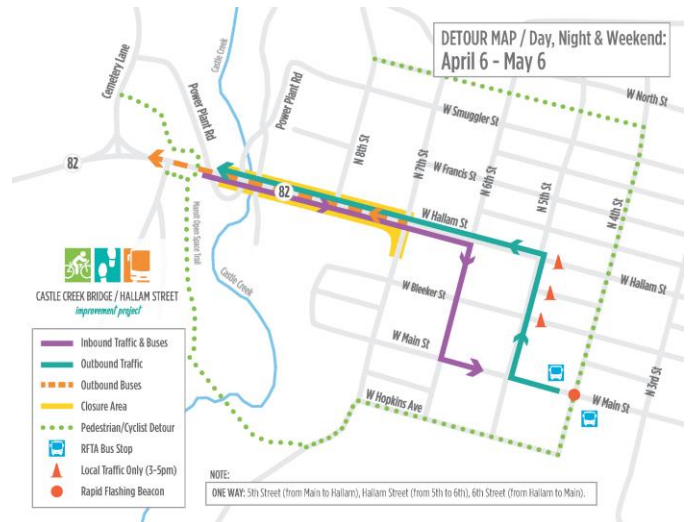 DETOUR MAP / Day, Night & Weekend:
April 6 - May 6
Cemetery Lane
Power Plant Rd
Castle Creek
Power Plant Rd
W North St
W Smuggler St
N 8th St
N 7th St
W Francis St
N 6th St
N 5th St
N 4th St
82
82
W Hallam St
W Hallam St
Marolt Open Space Trail
Castle Creek
W Bleeker St
W Main St
W Main St
N 3rd St
W Hopkins Ave
CASTLE CREEK BRIDGE / HALLAM STREET
improvement project
Inbound Traffic & Buses
Outbound Traffic
Outbound Buses
Closure Area
Pedestrian/Cyclist Detour
RFTA Bus Stop
Local Traffic Only (3-5pm)
Rapid Flashing Beacon
NOTE:
ONE WAY: 5th Street (from Main to Hallam), Hallam Street (from 5th to 6th), 6th Street (from Hallam to Main).